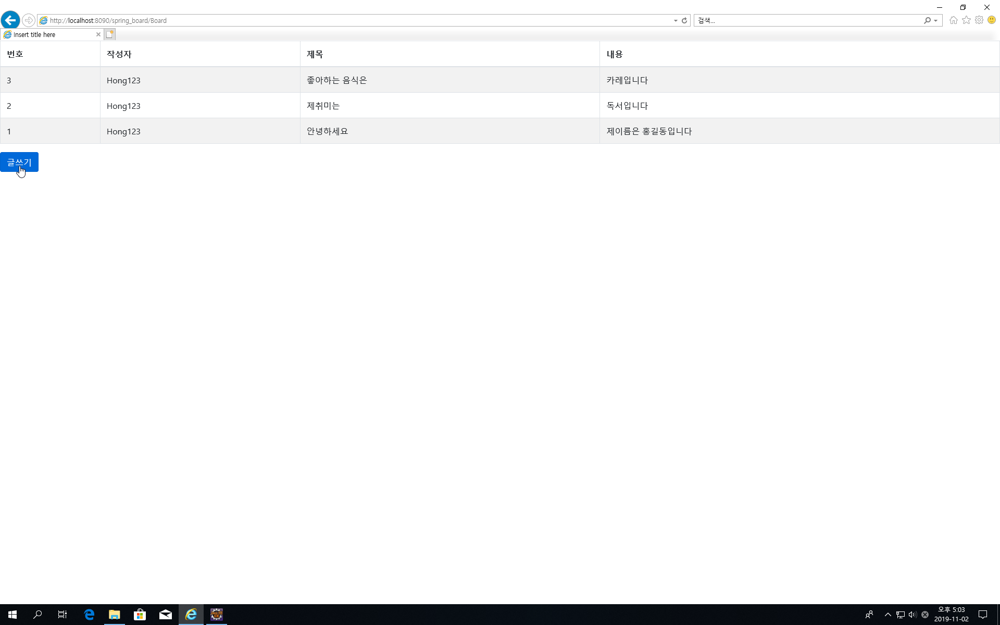 http://localhost:8090/spring_board/Board
검색...
Insert title here
번호 작성자 제목 내용
3 Hong123 좋아하는 음식은 카레입니다
2 Hong123 제취미는 독서입니다
1 Hong123 안녕하세요 제이름은 홍길동입니다
글쓰기
오후 5:03
2019-11-02